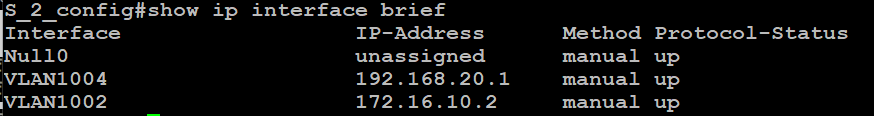 S_2_config#show ip interface brief
Interface IP-Address Method Protocol-Status
Null0 unassigned manual up
VLAN1004 192.168.20.1 manual up
VLAN1002 172.16.10.2 manual up